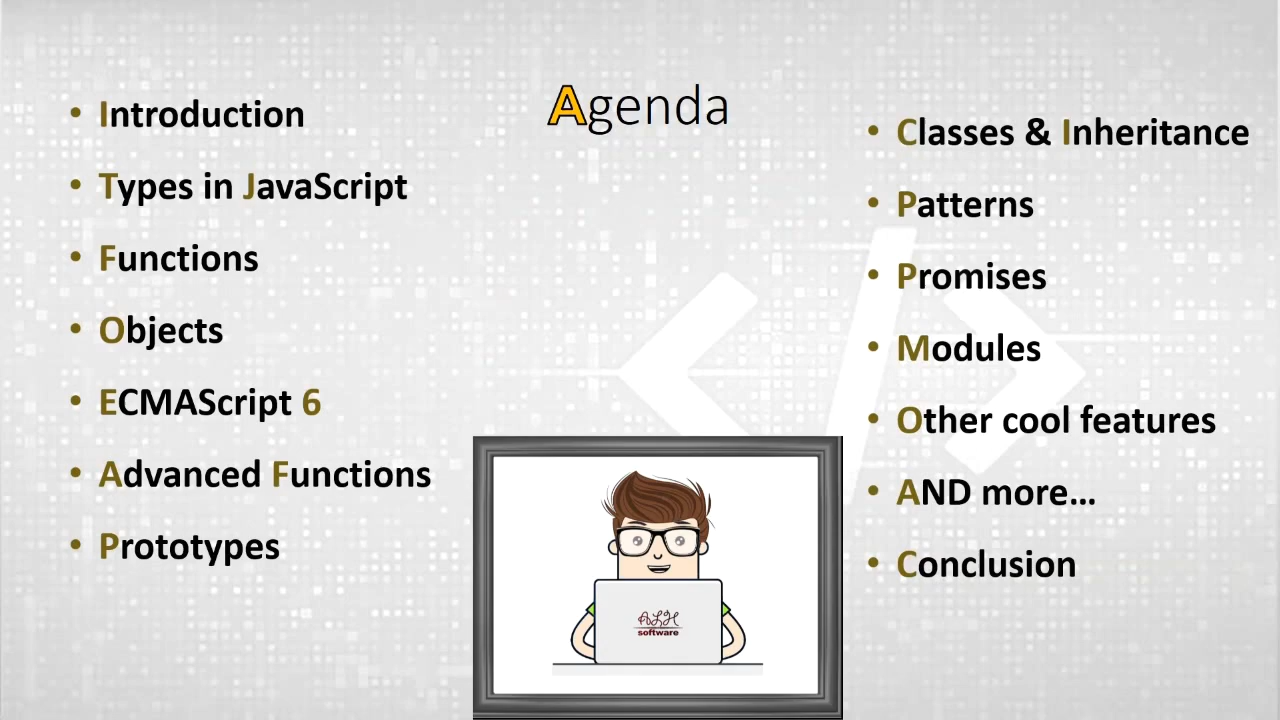 Agenda
• Introduction
• Types in JavaScript
• Functions
• Objects
• ECMAScript 6
• Advanced Functions
• Prototypes
• Classes & Inheritance
• Patterns
• Promises
• Modules
• Other cool features
• AND more...
• Conclusion
ALH
software